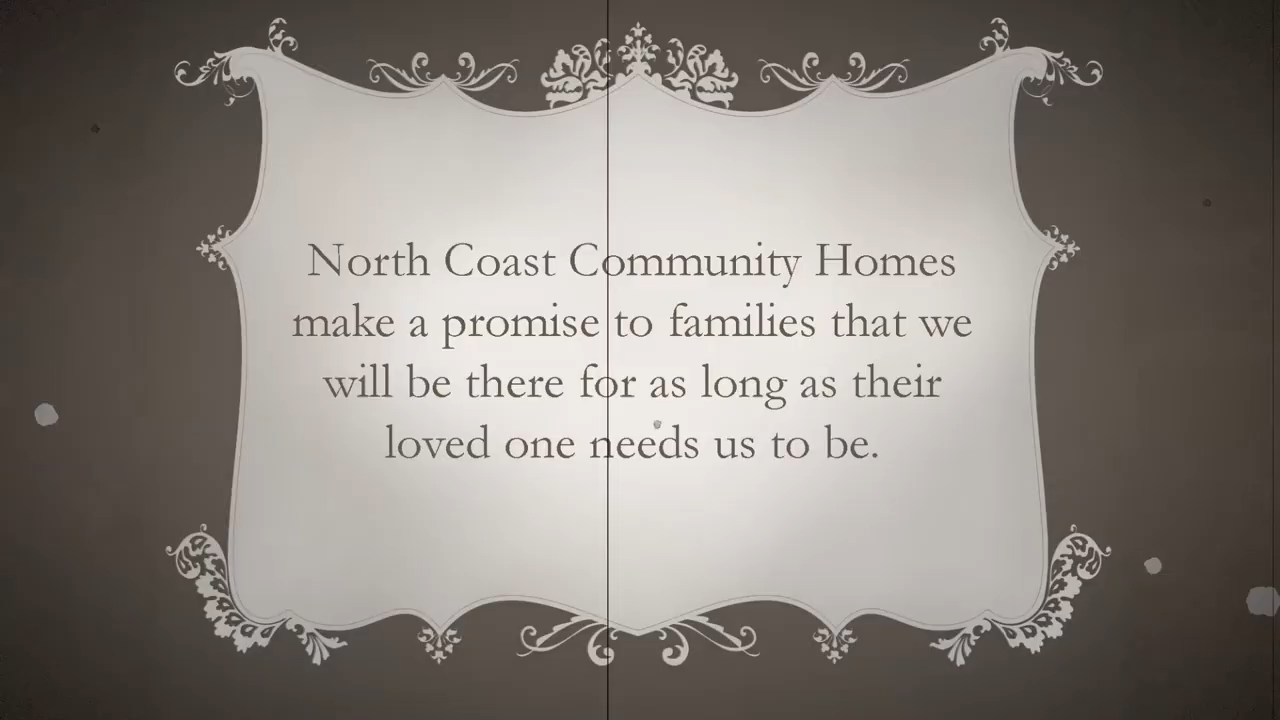 North Coast Community Homes
make a promise to families that we
will be there for as long as their
loved one needs us to be.